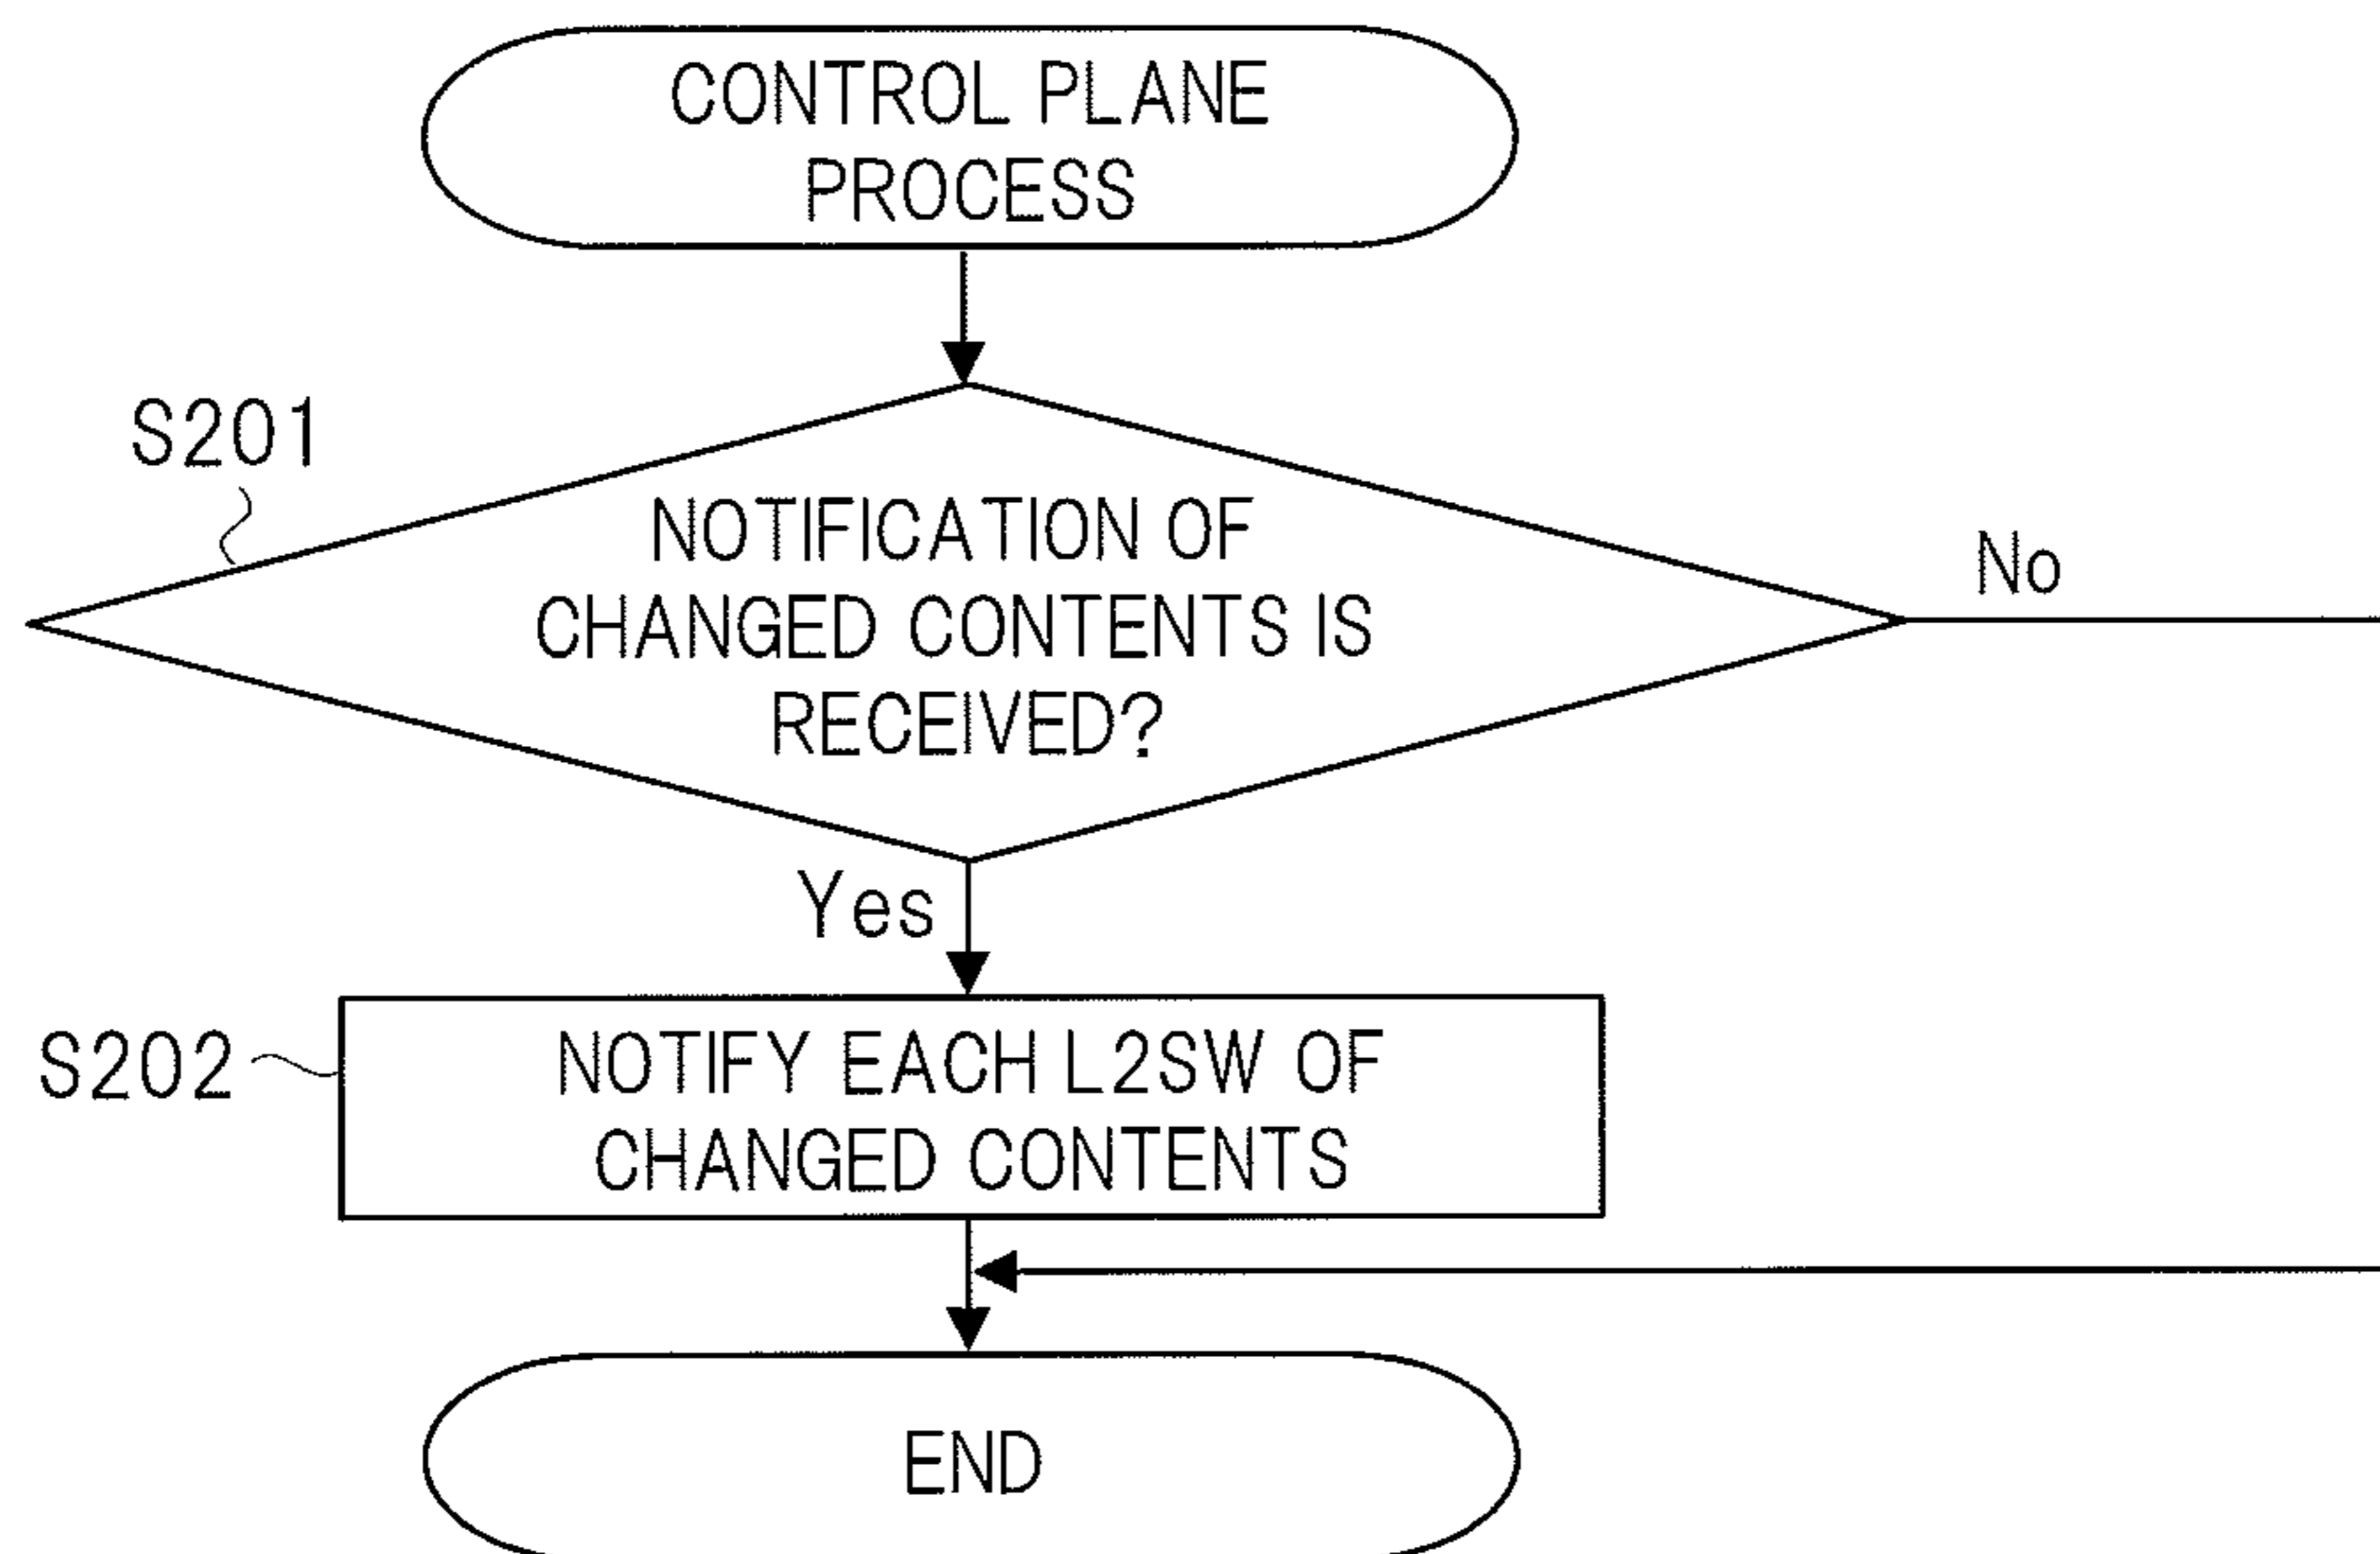 CONTROL PLANE
PROCESS
S201
NOTIFICATION OF
CHANGED CONTENTS IS
RECEIVED?
No
Yes
S202
NOTIFY EACH L2SW OF
CHANGED CONTENTS
END